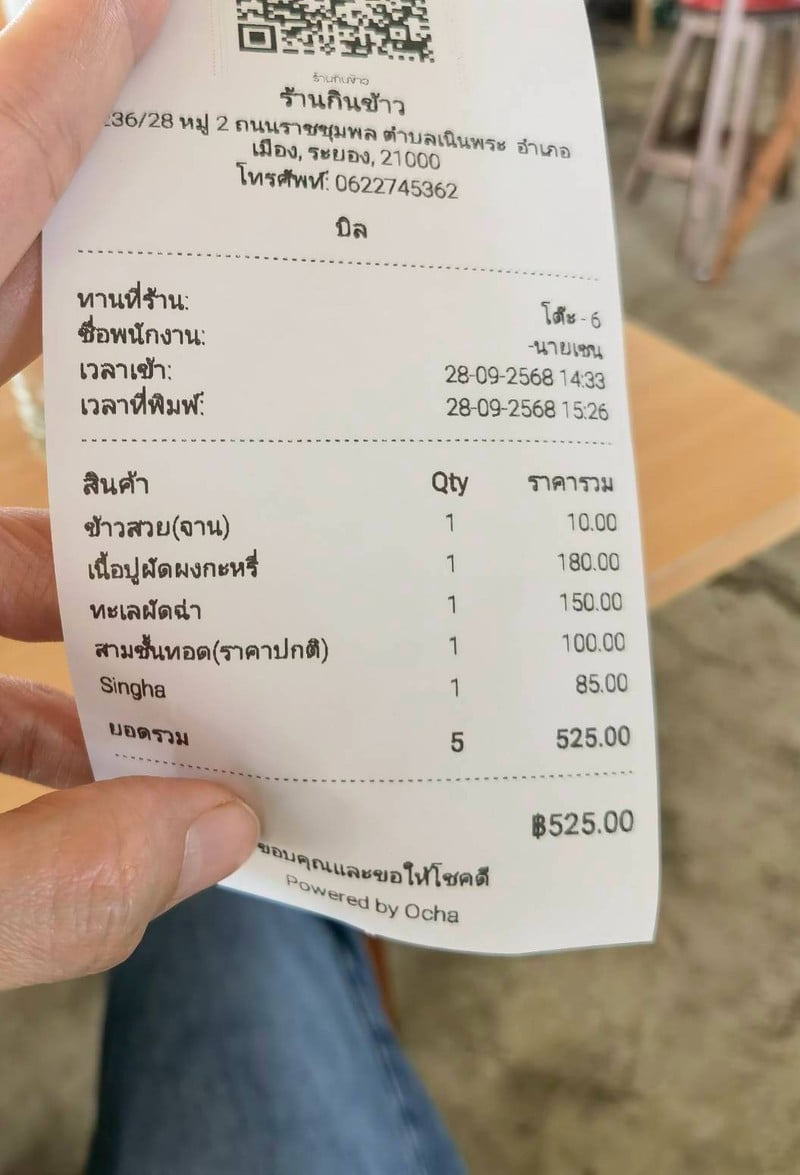 ร้านกินข้าว
ร้านกินข้าว
236/28 หมู่ 2 ถนนราชชุมพล ตำบลเนินพระ อำเภอ
เมือง, ระยอง, 21000
โทรศัพท์: 0622745362
บิล
ทานที่ร้าน: โต๊ะ - 6
ชื่อพนักงาน: -นายเชน
เวลาเข้า: 28-09-2568 14:33
เวลาที่พิมพ์: 28-09-2568 15:26
สินค้า Qty ราคารวม
ข้าวสวย(จาน) 1 10.00
เนื้อปูผัดผงกะหรี่ 1 180.00
ทะเลผัดฉ่า 1 150.00
สามชั้นทอด(ราคาปกติ) 1 100.00
Singha 1 85.00
ยอดรวม 5 525.00
฿525.00
ขอบคุณและขอให้โชคดี
Powered by Ocha